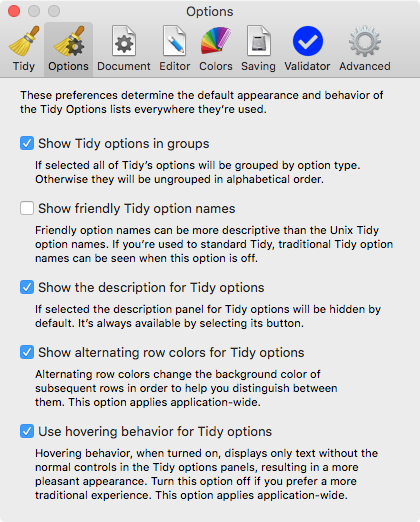 Options
Tidy Options Document Editor Colors Saving Validator Advanced
These preferences determine the default appearance and behavior of
the Tidy Options lists everywhere they're used.
Show Tidy options in groups
If selected all of Tidy's options will be grouped by option type.
Otherwise they will be ungrouped in alphabetical order.
Show friendly Tidy option names
Friendly option names can be more descriptive than the Unix Tidy
option names. If you're used to standard Tidy, traditional Tidy option
names can be seen when this option is off.
Show the description for Tidy options
If selected the description panel for Tidy options will be hidden by
default. It's always available by selecting its button.
Show alternating row colors for Tidy options
Alternating row colors change the background color of
subsequent rows in order to help you distinguish between
them. This option applies application-wide.
Use hovering behavior for Tidy options
Hovering behavior, when turned on, displays only text without the
normal controls in the Tidy options panels, resulting in a more
pleasant appearance. Turn this option off if you prefer a more
traditional experience. This option applies application-wide.